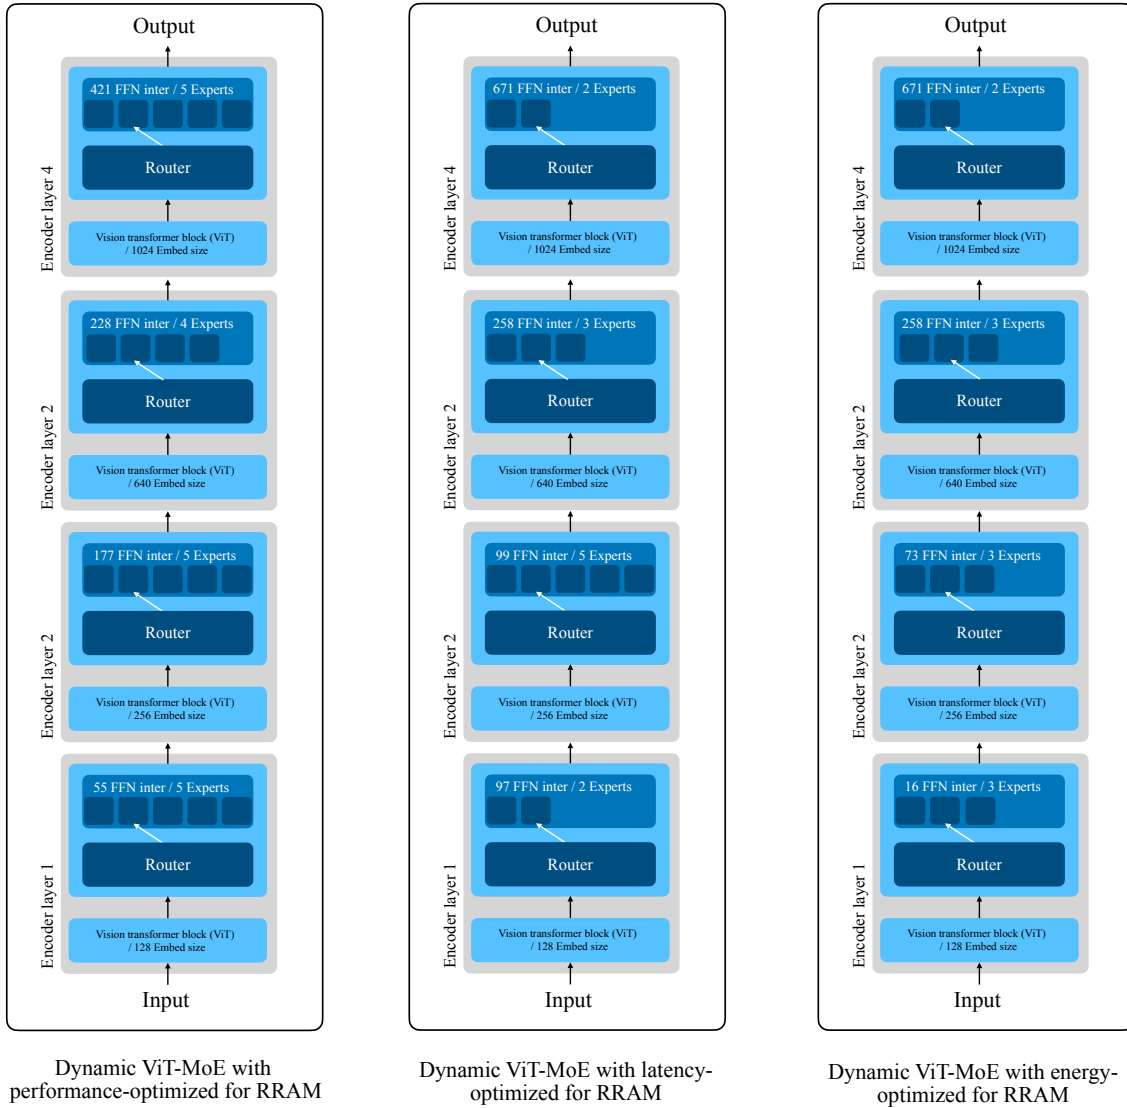 Output
421 FFN inter / 5 Experts
Router
Vision transformer block (ViT)
/ 1024 Embed size
Encoder layer 4
228 FFN inter / 4 Experts
Router
Vision transformer block (ViT)
/ 640 Embed size
Encoder layer 2
177 FFN inter / 5 Experts
Router
Vision transformer block (ViT)
/ 256 Embed size
Encoder layer 2
55 FFN inter / 5 Experts
Router
Vision transformer block (ViT)
/ 128 Embed size
Encoder layer 1
Input
Dynamic ViT-MoE with
performance-optimized for RRAM
Output
671 FFN inter / 2 Experts
Router
Vision transformer block (ViT)
/ 1024 Embed size
Encoder layer 4
258 FFN inter / 3 Experts
Router
Vision transformer block (ViT)
/ 640 Embed size
Encoder layer 2
99 FFN inter / 5 Experts
Router
Vision transformer block (ViT)
/ 256 Embed size
Encoder layer 2
97 FFN inter / 2 Experts
Router
Vision transformer block (ViT)
/ 128 Embed size
Encoder layer 1
Input
Dynamic ViT-MoE with latency-
optimized for RRAM
Output
671 FFN inter / 2 Experts
Router
Vision transformer block (ViT)
/ 1024 Embed size
Encoder layer 4
258 FFN inter / 3 Experts
Router
Vision transformer block (ViT)
/ 640 Embed size
Encoder layer 2
73 FFN inter / 3 Experts
Router
Vision transformer block (ViT)
/ 256 Embed size
Encoder layer 2
16 FFN inter / 3 Experts
Router
Vision transformer block (ViT)
/ 128 Embed size
Encoder layer 1
Input
Dynamic ViT-MoE with energy-
optimized for RRAM